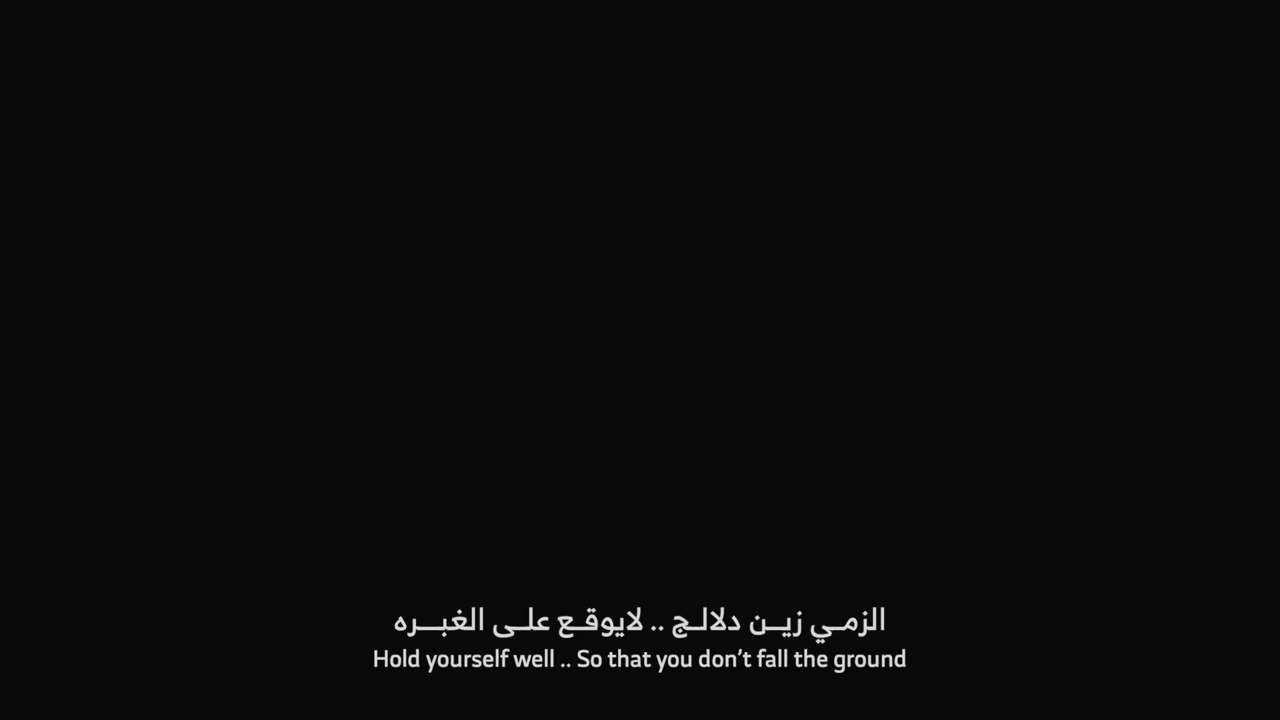 الزمـي زيـن دلالـج .. لايوقـع علـى الغبـره
Hold yourself well .. So that you don’t fall the ground